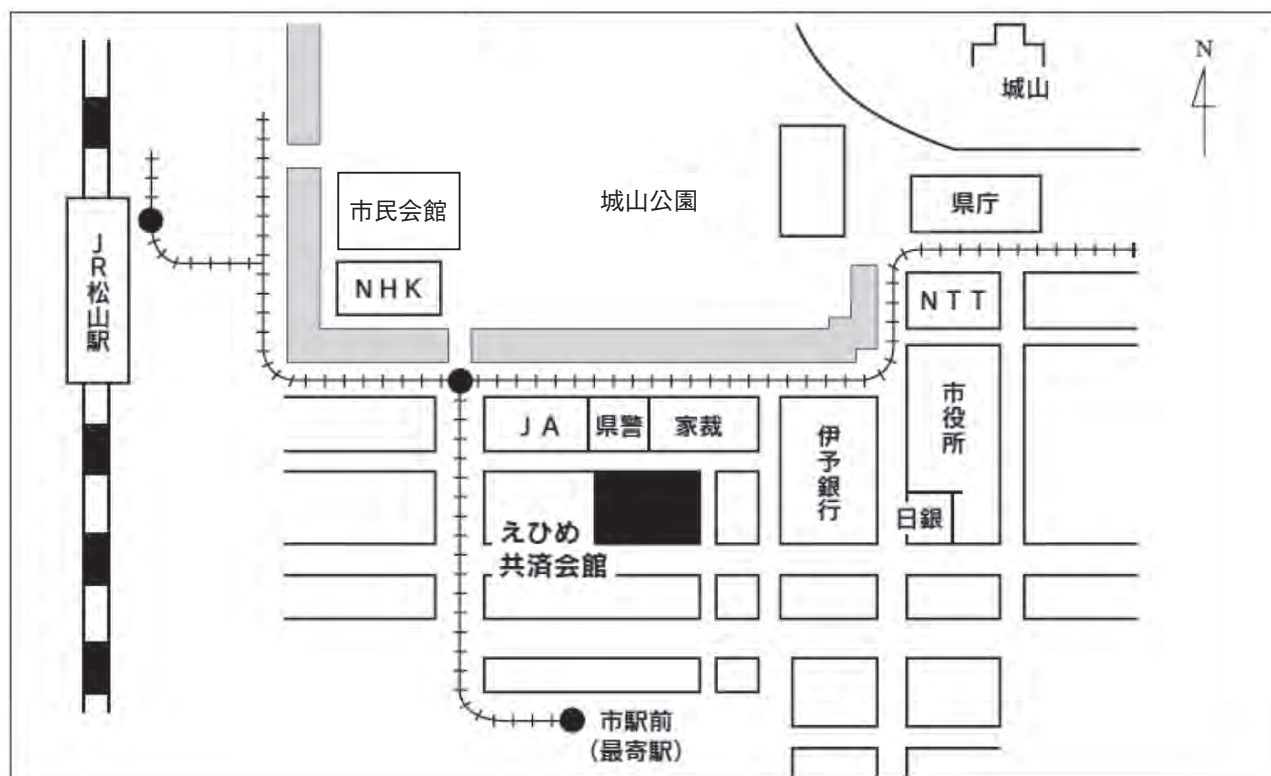 城山
N
市民会館
城山公園
県庁
JR松山駅
NHK
NTT
JA
県警
家裁
伊予銀行
市役所
日銀
えひめ
共済会館
市駅前
（最寄駅）